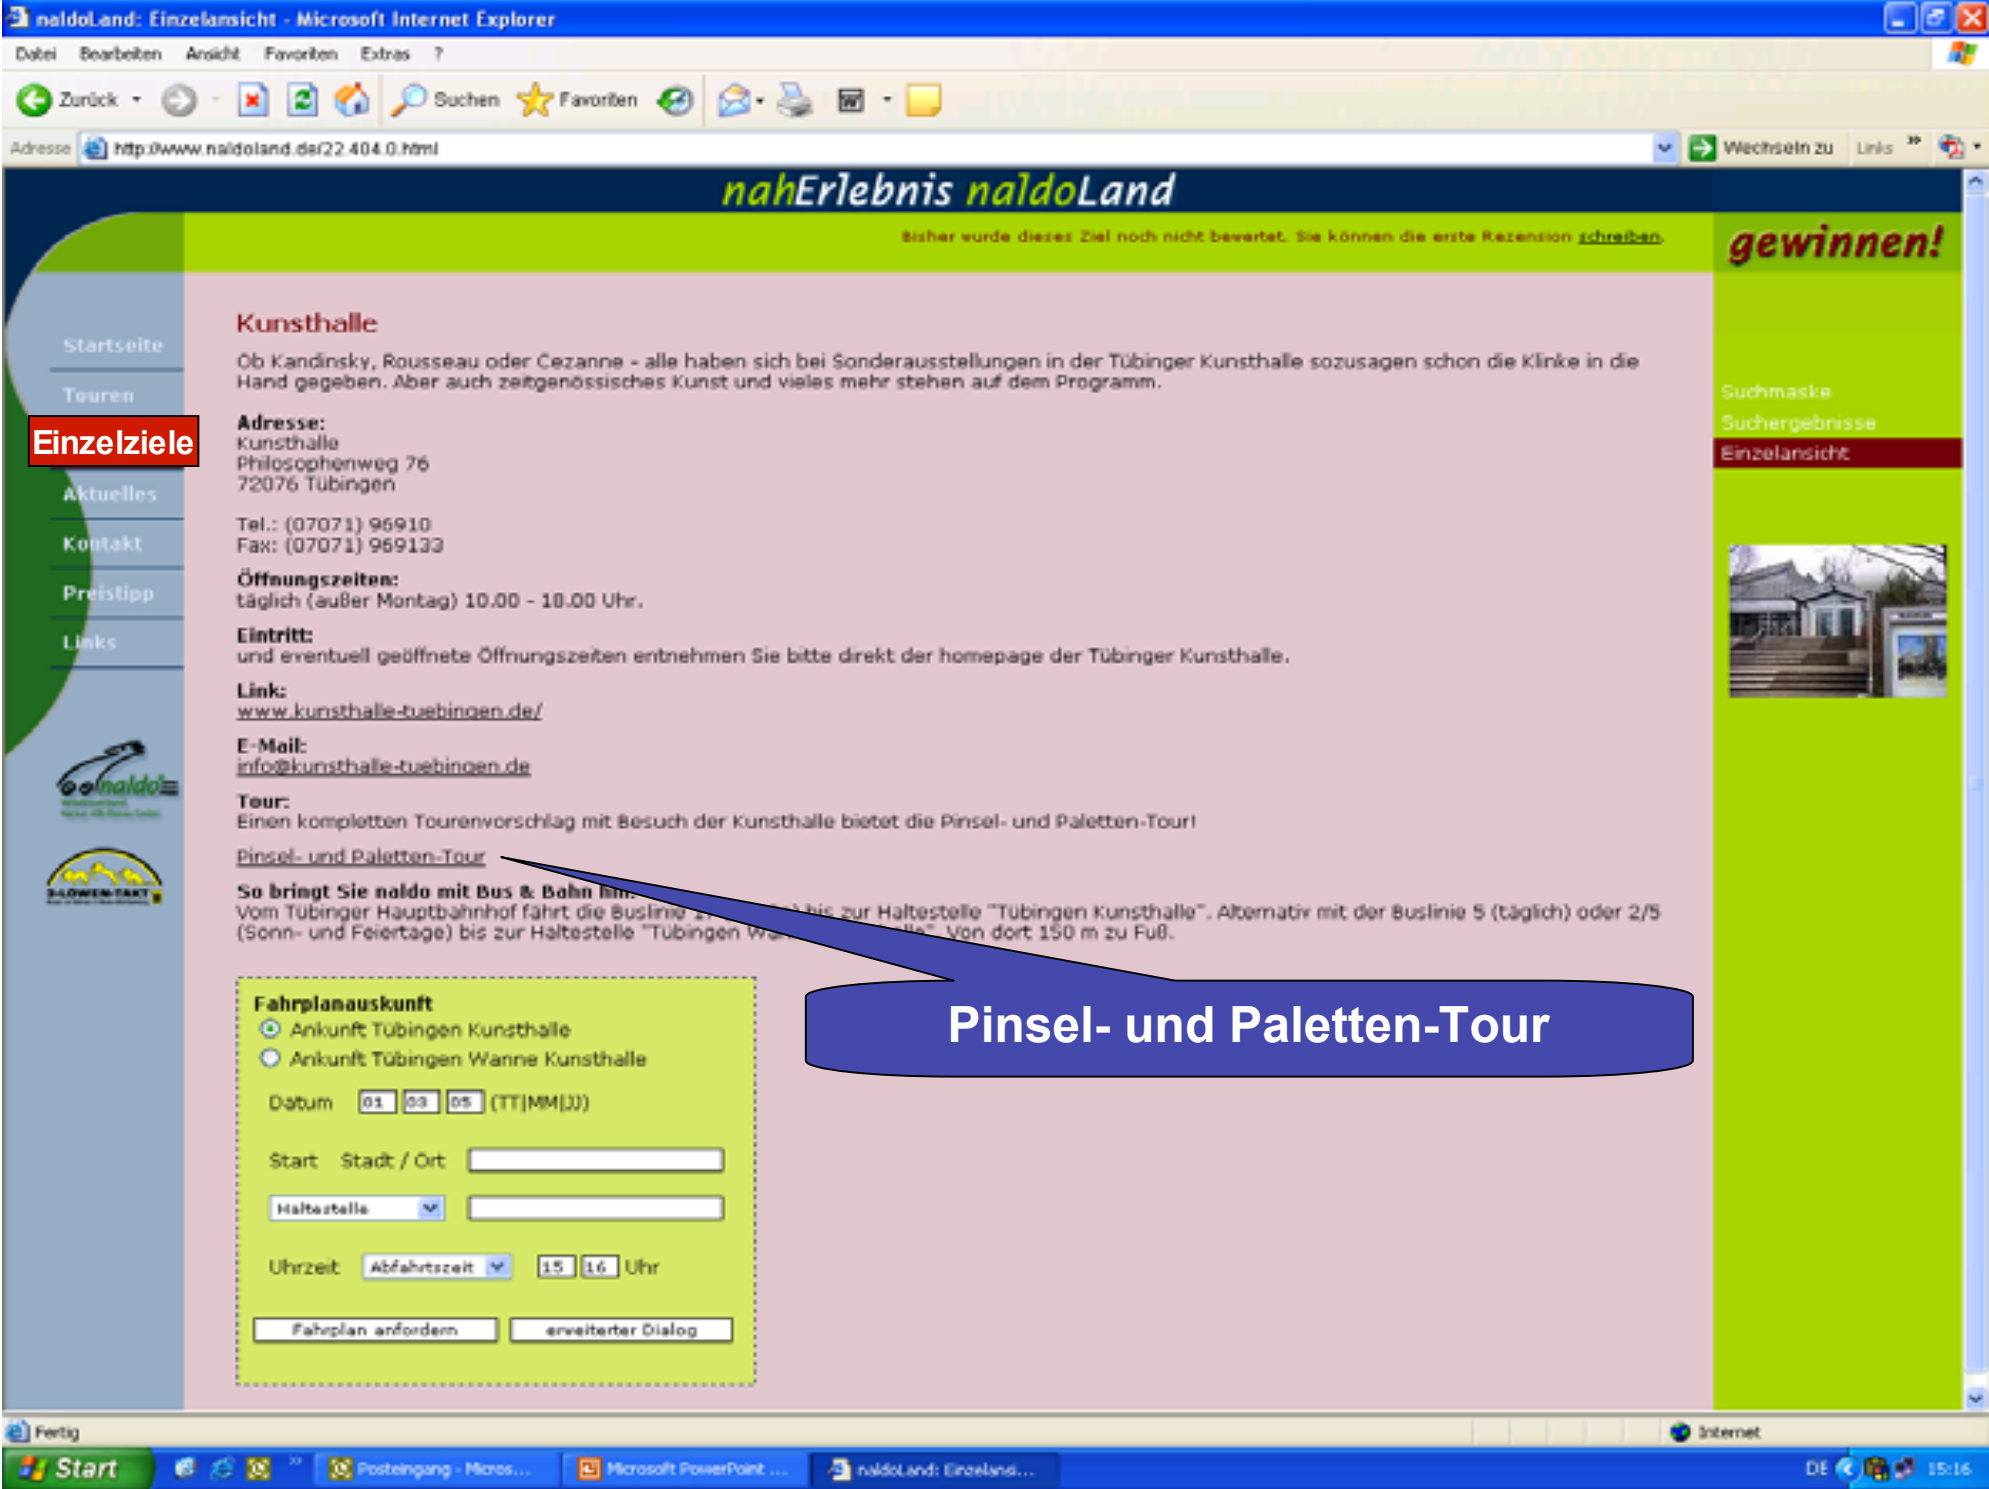 naldoLand: Einzelansicht - Microsoft Internet Explorer
Datei Bearbeiten Ansicht Favoriten Extras ?
Zurück Suchen Favoriten
Adresse http://www.naldoland.de/22.404.0.html Wechseln zu Links »
nahErlebnis naldoLand
Bisher wurde dieses Ziel noch nicht bewertet. Sie können die erste Rezension schreiben.
gewinnen!
Startseite
Touren
Einzelziele
Aktuelles
Kontakt
Preistipp
Links
naldo
3-LÖWEN-TAKT
Kunsthalle
Ob Kandinsky, Rousseau oder Cezanne - alle haben sich bei Sonderausstellungen in der Tübinger Kunsthalle sozusagen schon die Klinke in die
Hand gegeben. Aber auch zeitgenössisches Kunst und vieles mehr stehen auf dem Programm.
Adresse:
Kunsthalle
Philosophenweg 76
72076 Tübingen
Tel.: (07071) 96910
Fax: (07071) 969133
Öffnungszeiten:
täglich (außer Montag) 10.00 - 18.00 Uhr.
Eintritt:
und eventuell geöffnete Öffnungszeiten entnehmen Sie bitte direkt der homepage der Tübinger Kunsthalle.
Link:
www.kunsthalle-tuebingen.de/
E-Mail:
info@kunsthalle-tuebingen.de
Tour:
Einen kompletten Tourenvorschlag mit Besuch der Kunsthalle bietet die Pinsel- und Paletten-Tour!
Pinsel- und Paletten-Tour
So bringt Sie naldo mit Bus & Bahn hin:
Vom Tübinger Hauptbahnhof fährt die Buslinie bis zur Haltestelle "Tübingen Kunsthalle". Alternativ mit der Buslinie 5 (täglich) oder 2/5
(Sonn- und Feiertage) bis zur Haltestelle "Tübingen Von dort 150 m zu Fuß.
Pinsel- und Paletten-Tour
Fahrplanauskunft
Ankunft Tübingen Kunsthalle
Ankunft Tübingen Wanne Kunsthalle
Datum 01 03 05 (TT|MM|JJ)
Start Stadt / Ort
Haltestelle
Uhrzeit Abfahrtszeit 15 16 Uhr
Fahrplan anfordern erweiterter Dialog
Suchmaske
Suchergebnisse
Einzelansicht
Fertig Internet
Start » Posteingang - Micros... Microsoft PowerPoint ... naldoLand: Einzelansi... DE 15:16